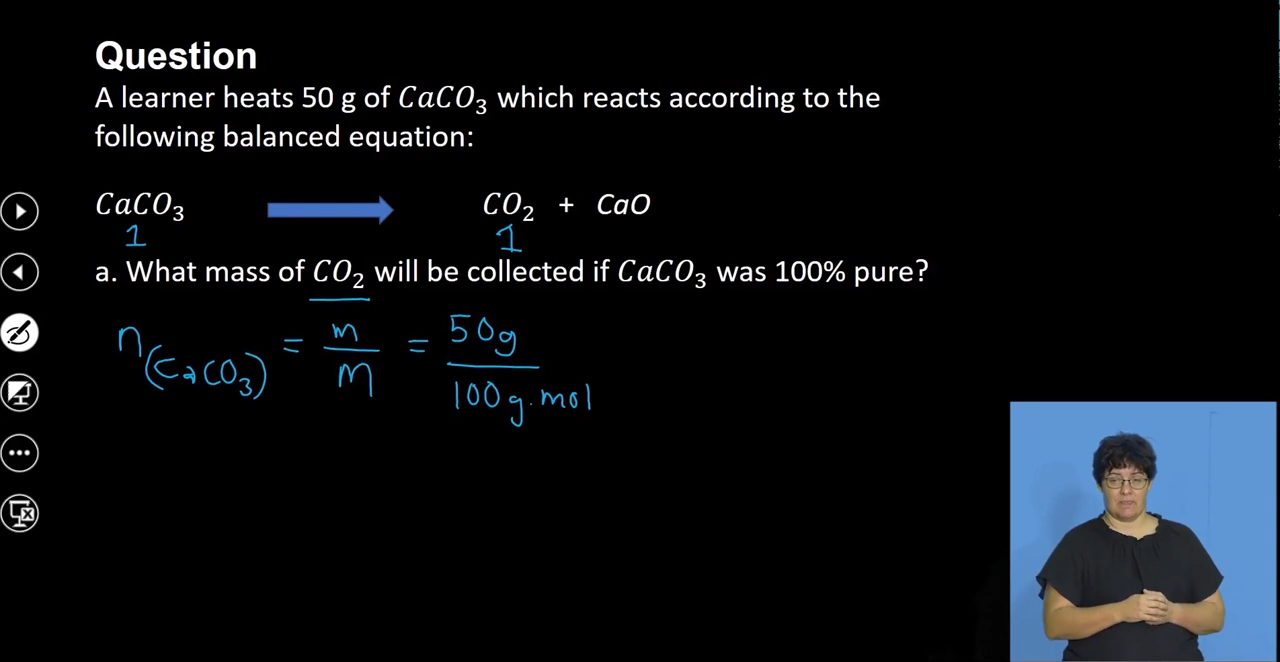 Question
A learner heats 50 g of CaCO₃ which reacts according to the
following balanced equation:
CaCO₃ CO₂ + CaO
1 1
a. What mass of CO₂ will be collected if CaCO₃ was 100% pure?
n(CaCO₃) = m/M = 50g/100g.mol